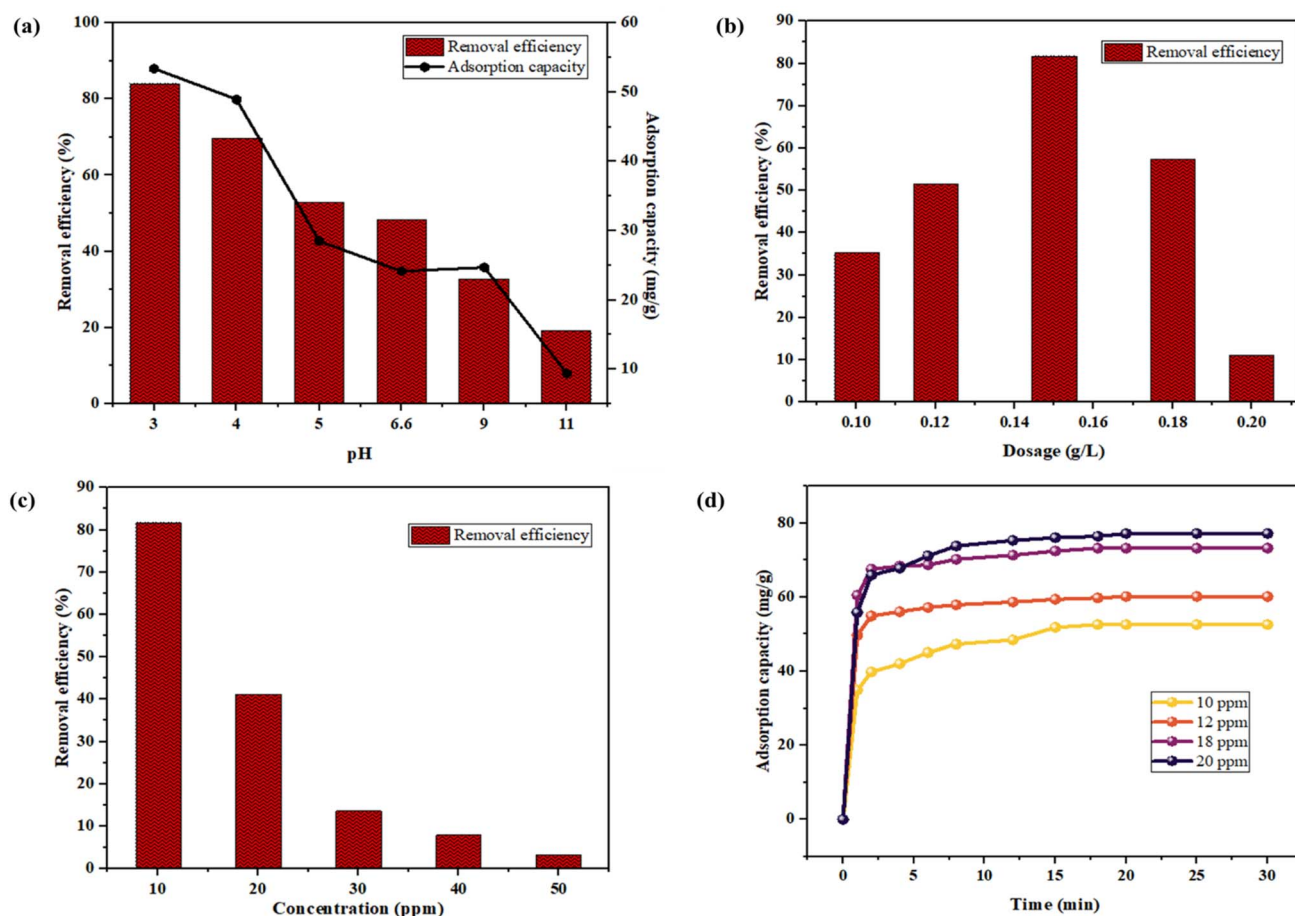 (a)
Removal efficiency
Adsorption capacity
Removal efficiency (%)
100
80
60
40
20
0
Adsorption capacity (mg/g)
60
50
40
30
20
10
3 4 5 6.6 9 11
pH
(b)
Removal efficiency
Removal efficiency (%)
90
80
70
60
50
40
30
20
10
0
0.10 0.12 0.14 0.16 0.18 0.20
Dosage (g/L)
(c)
Removal efficiency
Removal efficiency (%)
90
80
70
60
50
40
30
20
10
0
10 20 30 40 50
Concentration (ppm)
(d)
Adsorption capacity (mg/g)
80
60
40
20
0
10 ppm
12 ppm
18 ppm
20 ppm
0 5 10 15 20 25 30
Time (min)